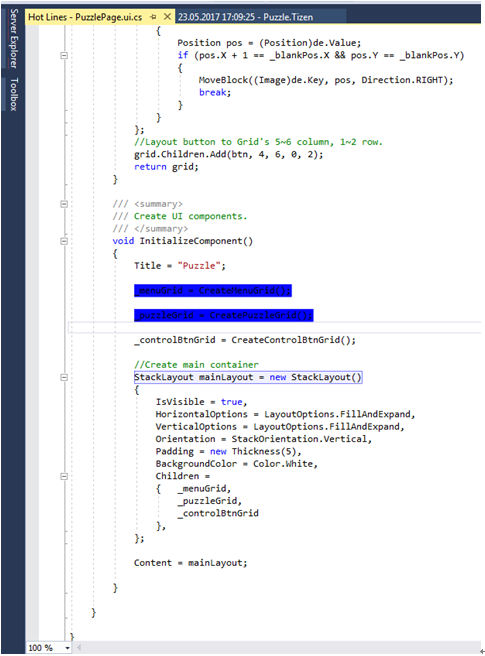 Hot Lines - PuzzlePage.ui.cs
23.05.2017 17:09:25 - Puzzle.Tizen
Server Explorer
Toolbox
{
Position pos = (Position)de.Value;
if (pos.X + 1 == _blankPos.X && pos.Y == _blankPos.Y)
{
MoveBlock((Image)de.Key, pos, Direction.RIGHT);
break;
}
}
};
//Layout button to Grid's 5~6 column, 1~2 row.
grid.Children.Add(btn, 4, 6, 0, 2);
return grid;
}
/// <summary>
/// Create UI components.
/// </summary>
void InitializeComponent()
{
Title = "Puzzle";
_menuGrid = CreateMenuGrid();
_puzzleGrid = CreatePuzzleGrid();
_controlBtnGrid = CreateControlBtnGrid();
//Create main container
StackLayout mainLayout = new StackLayout()
{
IsVisible = true,
HorizontalOptions = LayoutOptions.FillAndExpand,
VerticalOptions = LayoutOptions.FillAndExpand,
Orientation = StackOrientation.Vertical,
Padding = new Thickness(5),
BackgroundColor = Color.White,
Children =
{ _menuGrid,
_puzzleGrid,
_controlBtnGrid
},
};
Content = mainLayout;
}
}
}
100 %